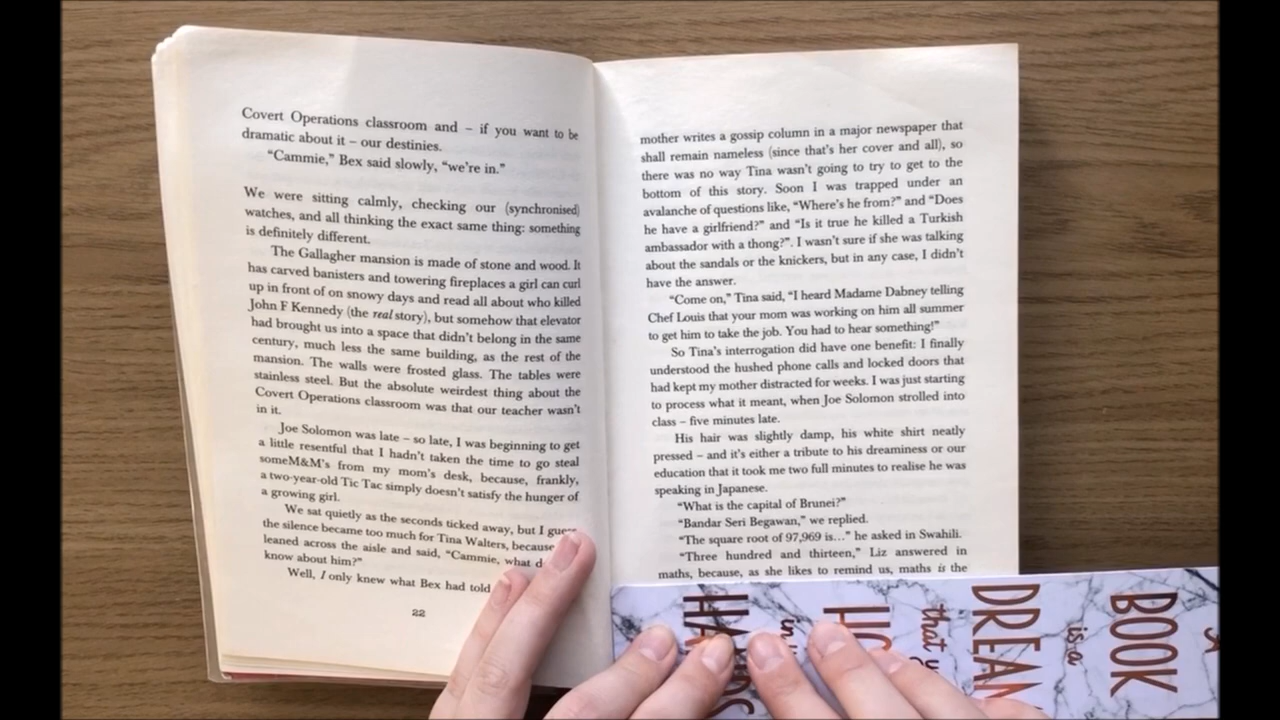 Covert Operations classroom and – if you want to be
dramatic about it – our destinies.
“Cammie,” Bex said slowly, “we’re in.”
We were sitting calmly, checking our (synchronised)
watches, and all thinking the exact same thing: something
is definitely different.
The Gallagher mansion is made of stone and wood. It
has carved banisters and towering fireplaces a girl can curl
up in front of on snowy days and read all about who killed
John F Kennedy (the real story), but somehow that elevator
had brought us into a space that didn’t belong in the same
century, much less the same building, as the rest of the
mansion. The walls were frosted glass. The tables were
stainless steel. But the absolute weirdest thing about the
Covert Operations classroom was that our teacher wasn’t
in it.
Joe Solomon was late – so late, I was beginning to get
a little resentful that I hadn’t taken the time to go steal
someM&M’s from my mom’s desk, because, frankly,
a two-year-old Tic Tac simply doesn’t satisfy the hunger of
a growing girl.
We sat quietly as the seconds ticked away, but I guess
the silence became too much for Tina Walters, because
leaned across the aisle and said, “Cammie, what
know about him?”
Well, I only knew what Bex had told
22
mother writes a gossip column in a major newspaper that
shall remain nameless (since that’s her cover and all), so
there was no way Tina wasn’t going to try to get to the
bottom of this story. Soon I was trapped under an
avalanche of questions like, “Where’s he from?” and “Does
he have a girlfriend?” and “Is it true he killed a Turkish
ambassador with a thong?”. I wasn’t sure if she was talking
about the sandals or the knickers, but in any case, I didn’t
have the answer.
“Come on,” Tina said, “I heard Madame Dabney telling
Chef Louis that your mom was working on him all summer
to get him to take the job. You had to hear something!”
So Tina’s interrogation did have one benefit: I finally
understood the hushed phone calls and locked doors that
had kept my mother distracted for weeks. I was just starting
to process what it meant, when Joe Solomon strolled into
class – five minutes late.
His hair was slightly damp, his white shirt neatly
pressed – and it’s either a tribute to his dreaminess or our
education that it took me two full minutes to realise he was
speaking in Japanese.
“What is the capital of Brunei?”
“Bandar Seri Begawan,” we replied.
“The square root of 97,969 is…” he asked in Swahili.
“Three hundred and thirteen,” Liz answered in
maths, because, as she likes to remind us, maths is the
A
BOOK
is a
DREAM
that
in